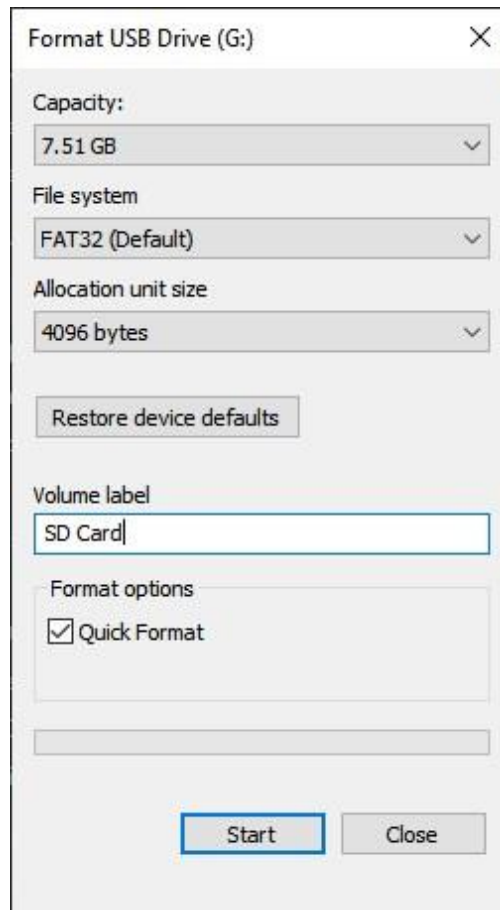 Format USB Drive (G:)
Capacity:
7.51 GB
File system
FAT32 (Default)
Allocation unit size
4096 bytes
Restore device defaults
Volume label
SD Card
Format options
Quick Format
Start Close